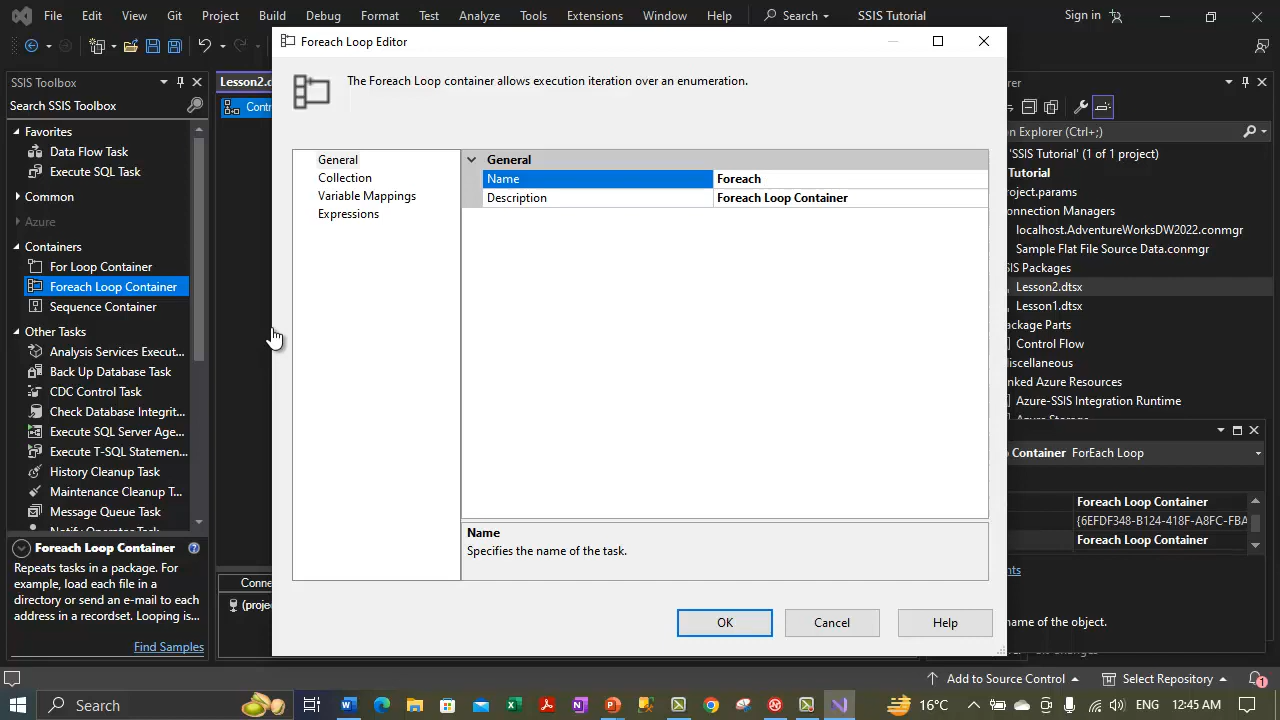 File Edit View Git Project Build Debug Format Test Analyze Tools Extensions Window Help Search SSIS Tutorial Sign in
SSIS Toolbox
Search SSIS Toolbox
Favorites
Data Flow Task
Execute SQL Task
Common
Azure
Containers
For Loop Container
Foreach Loop Container
Sequence Container
Other Tasks
Analysis Services Execut...
Back Up Database Task
CDC Control Task
Check Database Integrit...
Execute SQL Server Age...
Execute T-SQL Statemen...
History Cleanup Task
Maintenance Cleanup T...
Message Queue Task
Foreach Loop Container
Repeats tasks in a package. For
example, load each file in a
directory or send an e-mail to each
address in a recordset. Looping is...
Find Samples
Lesson2.d
Contr
Conne
(proje
Foreach Loop Editor
The Foreach Loop container allows execution iteration over an enumeration.
General
Collection
Variable Mappings
Expressions
General
Name Foreach
Description Foreach Loop Container
Name
Specifies the name of the task.
OK Cancel Help
rer
on Explorer (Ctrl+;)
'SSIS Tutorial' (1 of 1 project)
Tutorial
oject.params
onnection Managers
localhost.AdventureWorksDW2022.conmgr
Sample Flat File Source Data.conmgr
SIS Packages
Lesson2.dtsx
Lesson1.dtsx
ackage Parts
Control Flow
iscellaneous
nked Azure Resources
Azure-SSIS Integration Runtime
Container ForEach Loop
Foreach Loop Container
{6EFDF348-B124-418F-A8FC-FBA
Foreach Loop Container
nts
name of the object.
Add to Source Control Select Repository 1
Search 16°C ENG 12:45 AM